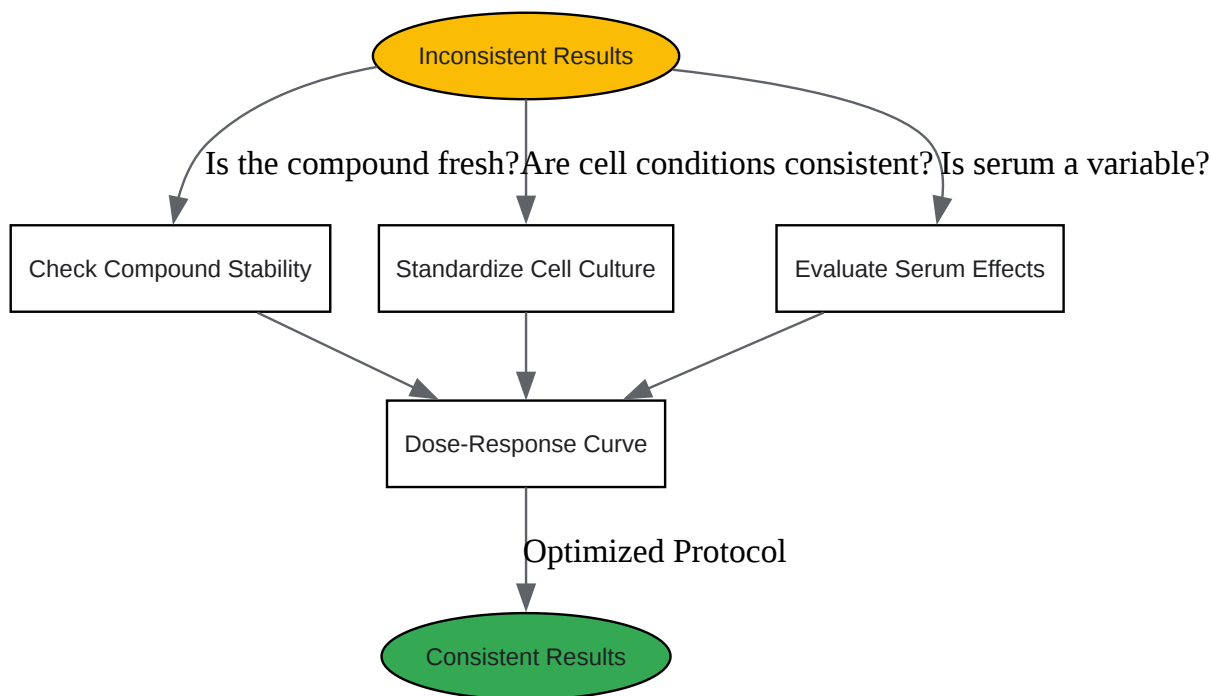 Inconsistent Results
Is the compound fresh?
Are cell conditions consistent?
Is serum a variable?
Check Compound Stability
Standardize Cell Culture
Evaluate Serum Effects
Dose-Response Curve
Optimized Protocol
Consistent Results